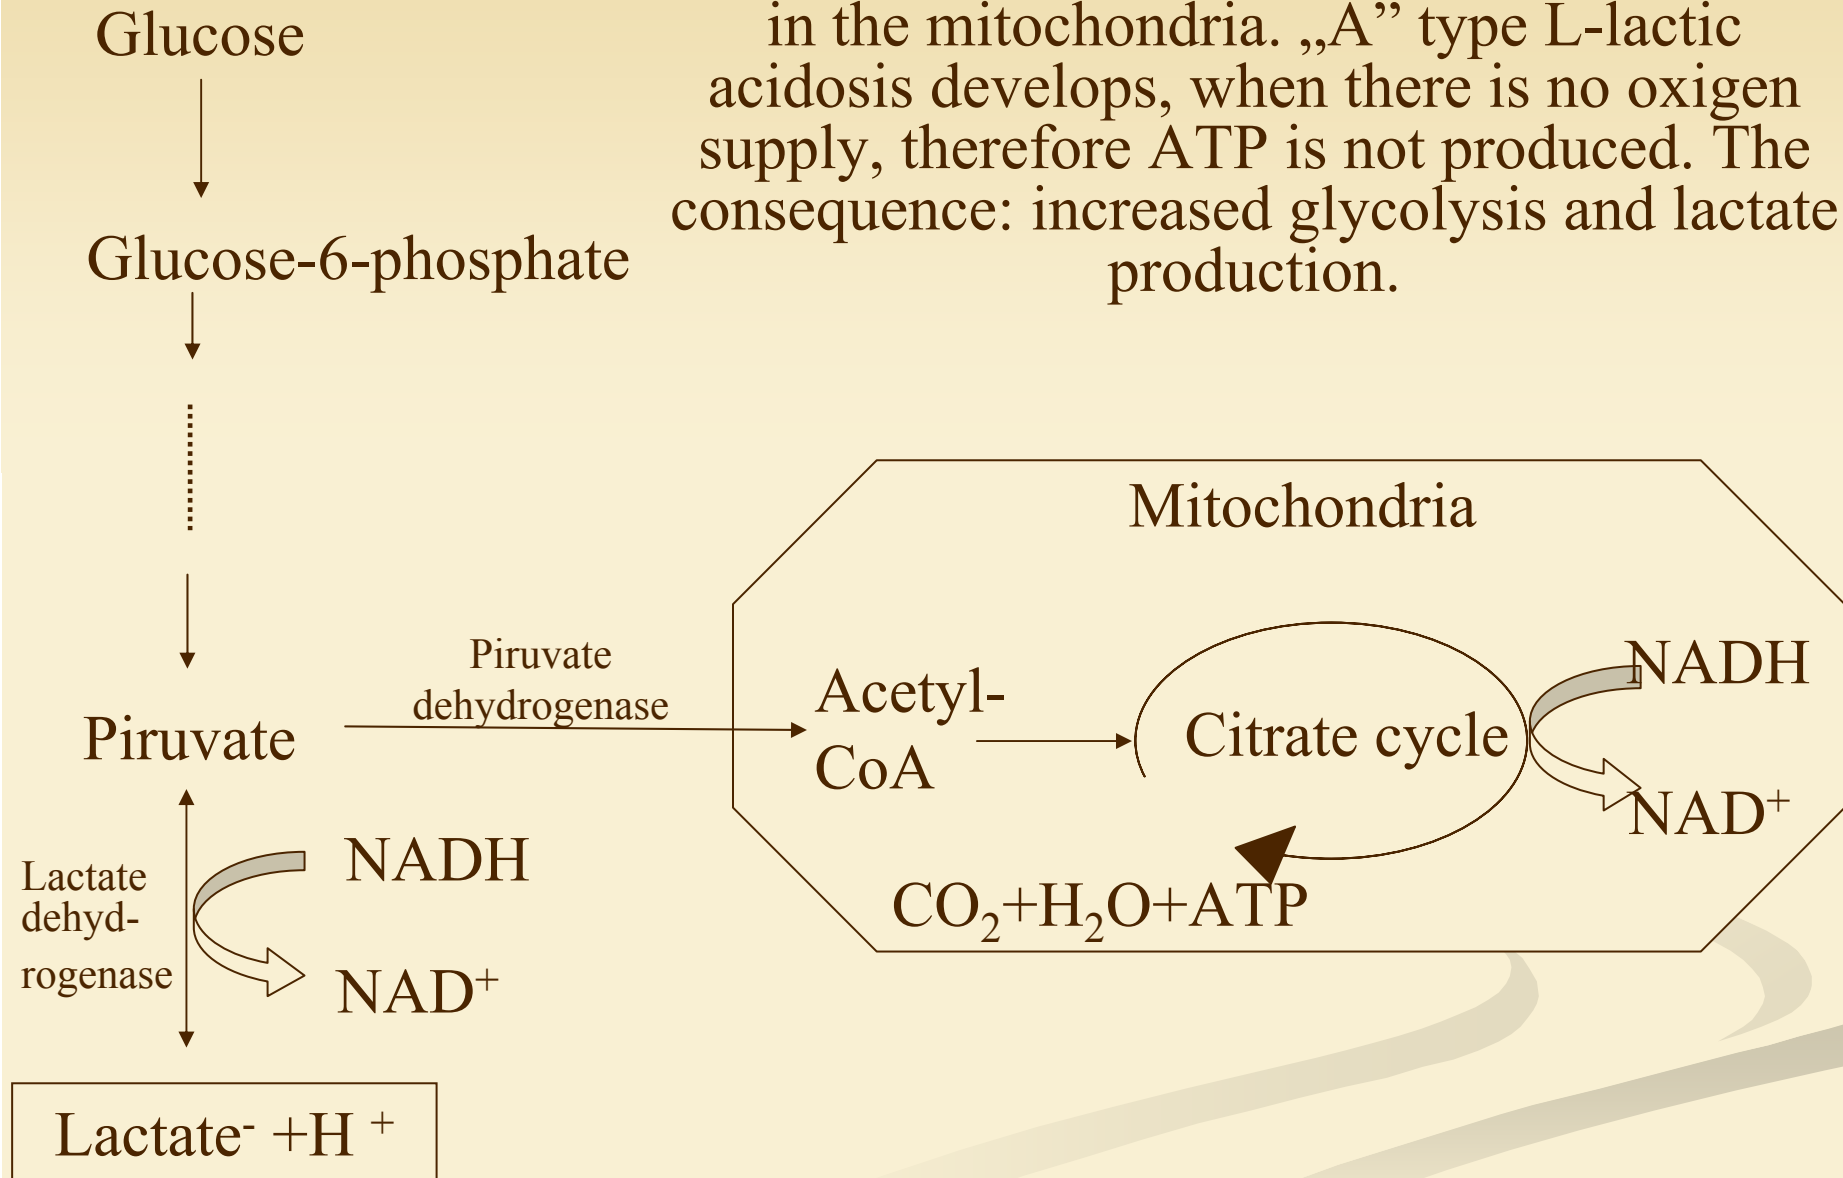 Glucose
in the mitochondria. „A” type L-lactic
acidosis develops, when there is no oxigen
supply, therefore ATP is not produced. The
consequence: increased glycolysis and lactate
production.
Glucose-6-phosphate
Mitochondria
Piruvate
dehydrogenase
Piruvate
Acetyl-
CoA
Citrate cycle
NADH
NAD⁺
CO₂+H₂O+ATP
Lactate
dehyd-
rogenase
NADH
NAD⁺
Lactate⁻ +H ⁺